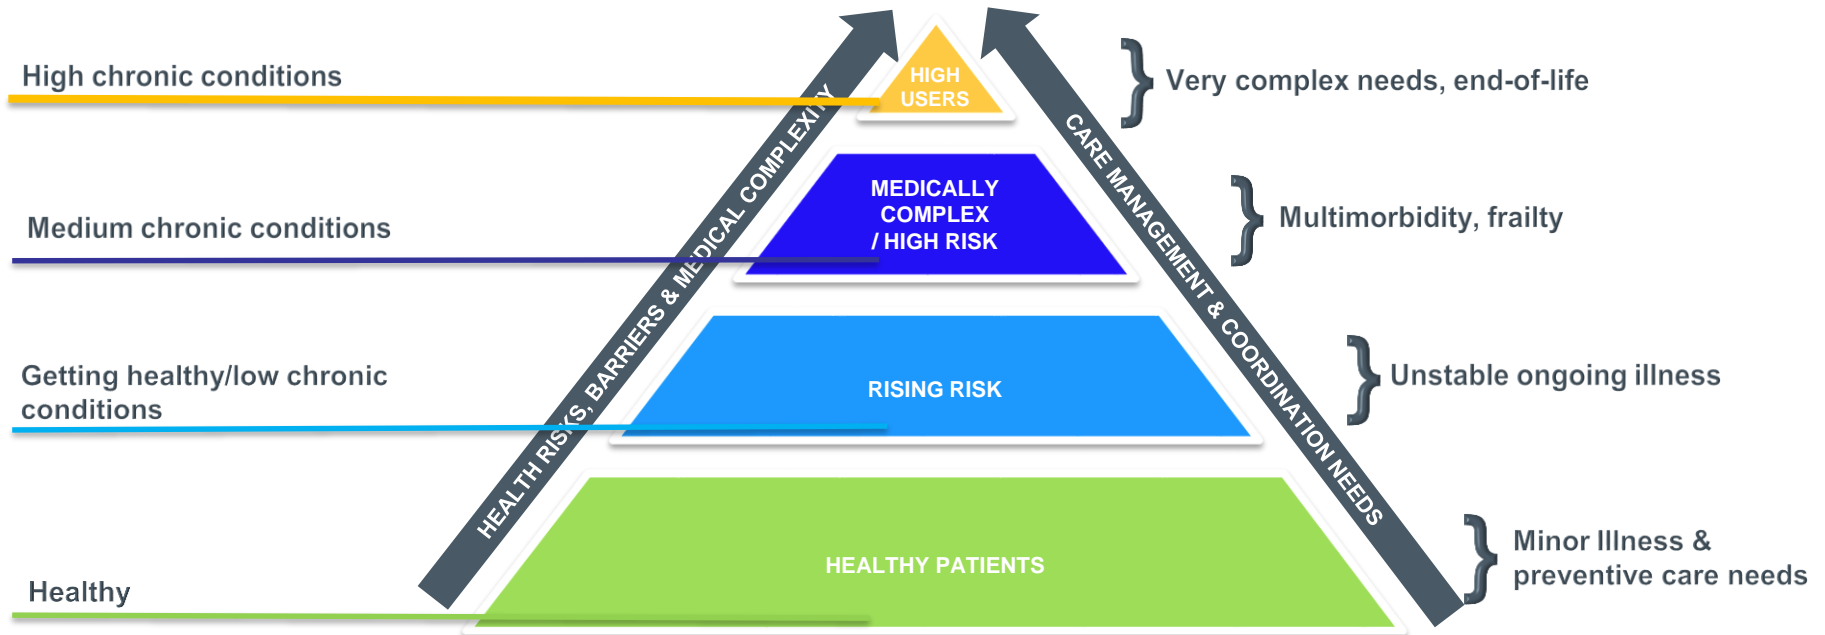 High chronic conditions
HIGH
USERS
Very complex needs, end-of-life
Medium chronic conditions
MEDICALLY
COMPLEX
/ HIGH RISK
Multimorbidity, frailty
Getting healthy/low chronic
conditions
RISING RISK
Unstable ongoing illness
Healthy
HEALTHY PATIENTS
Minor Illness &
preventive care needs
HEALTH RISKS, BARRIERS & MEDICAL COMPLEXITY
CARE MANAGEMENT & COORDINATION NEEDS